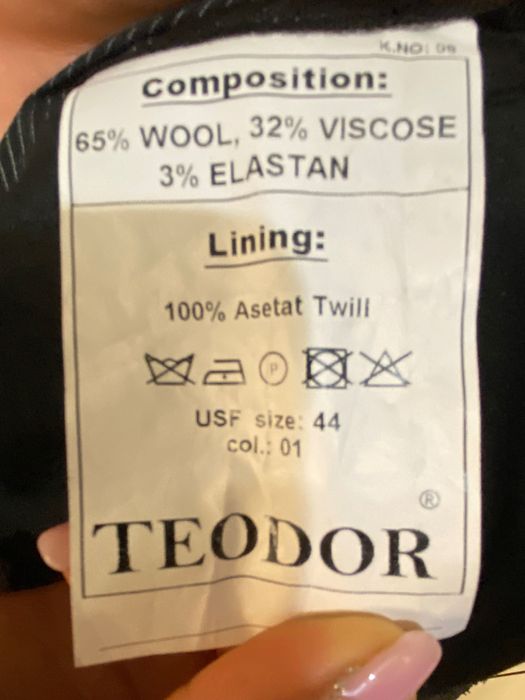 K.NO: 09
Composition:
65% WOOL, 32% VISCOSE
3% ELASTAN
Lining:
100% Asetat Twill
P
USF size: 44
col.: 01
®
TEODOR